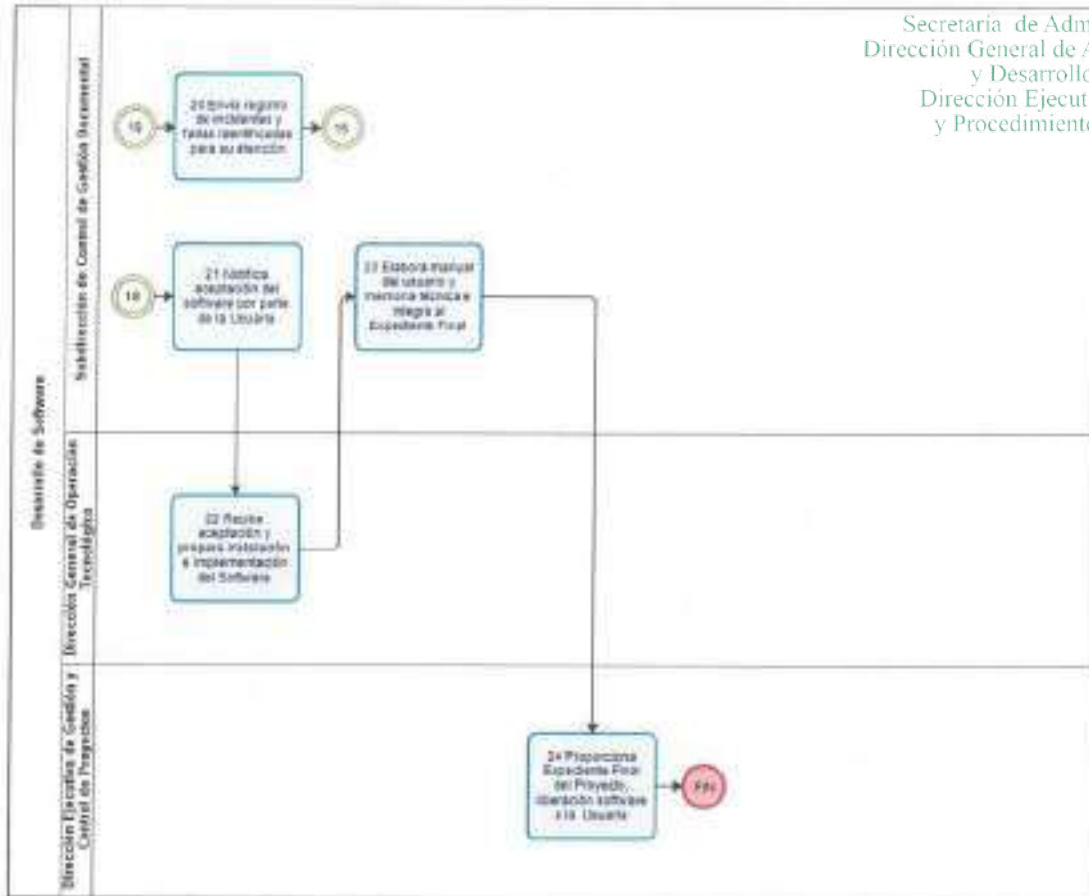 Secretaría de Adm
Dirección General de A
y Desarrollo
Dirección Ejecut
y Procedimient
Desarrollo de Software
Subdirección de Control de Gestión Documental
20 Envía registro
de incidentes y
fallas identificadas
para su atención
21 Notifica
aceptación del
software por parte
de la Usuaria
23 Elabora manual
del usuario y
memoria técnica e
integra al
Expediente Final
Dirección General de Operación
Tecnológica
22 Recibe
aceptación y
prepara instalación
e implementación
del Software
Dirección Ejecutiva de Gestión y
Control de Proyectos
24 Proporciona
Expediente Final
del Proyecto,
liberación software
a la Usuaria
FIN